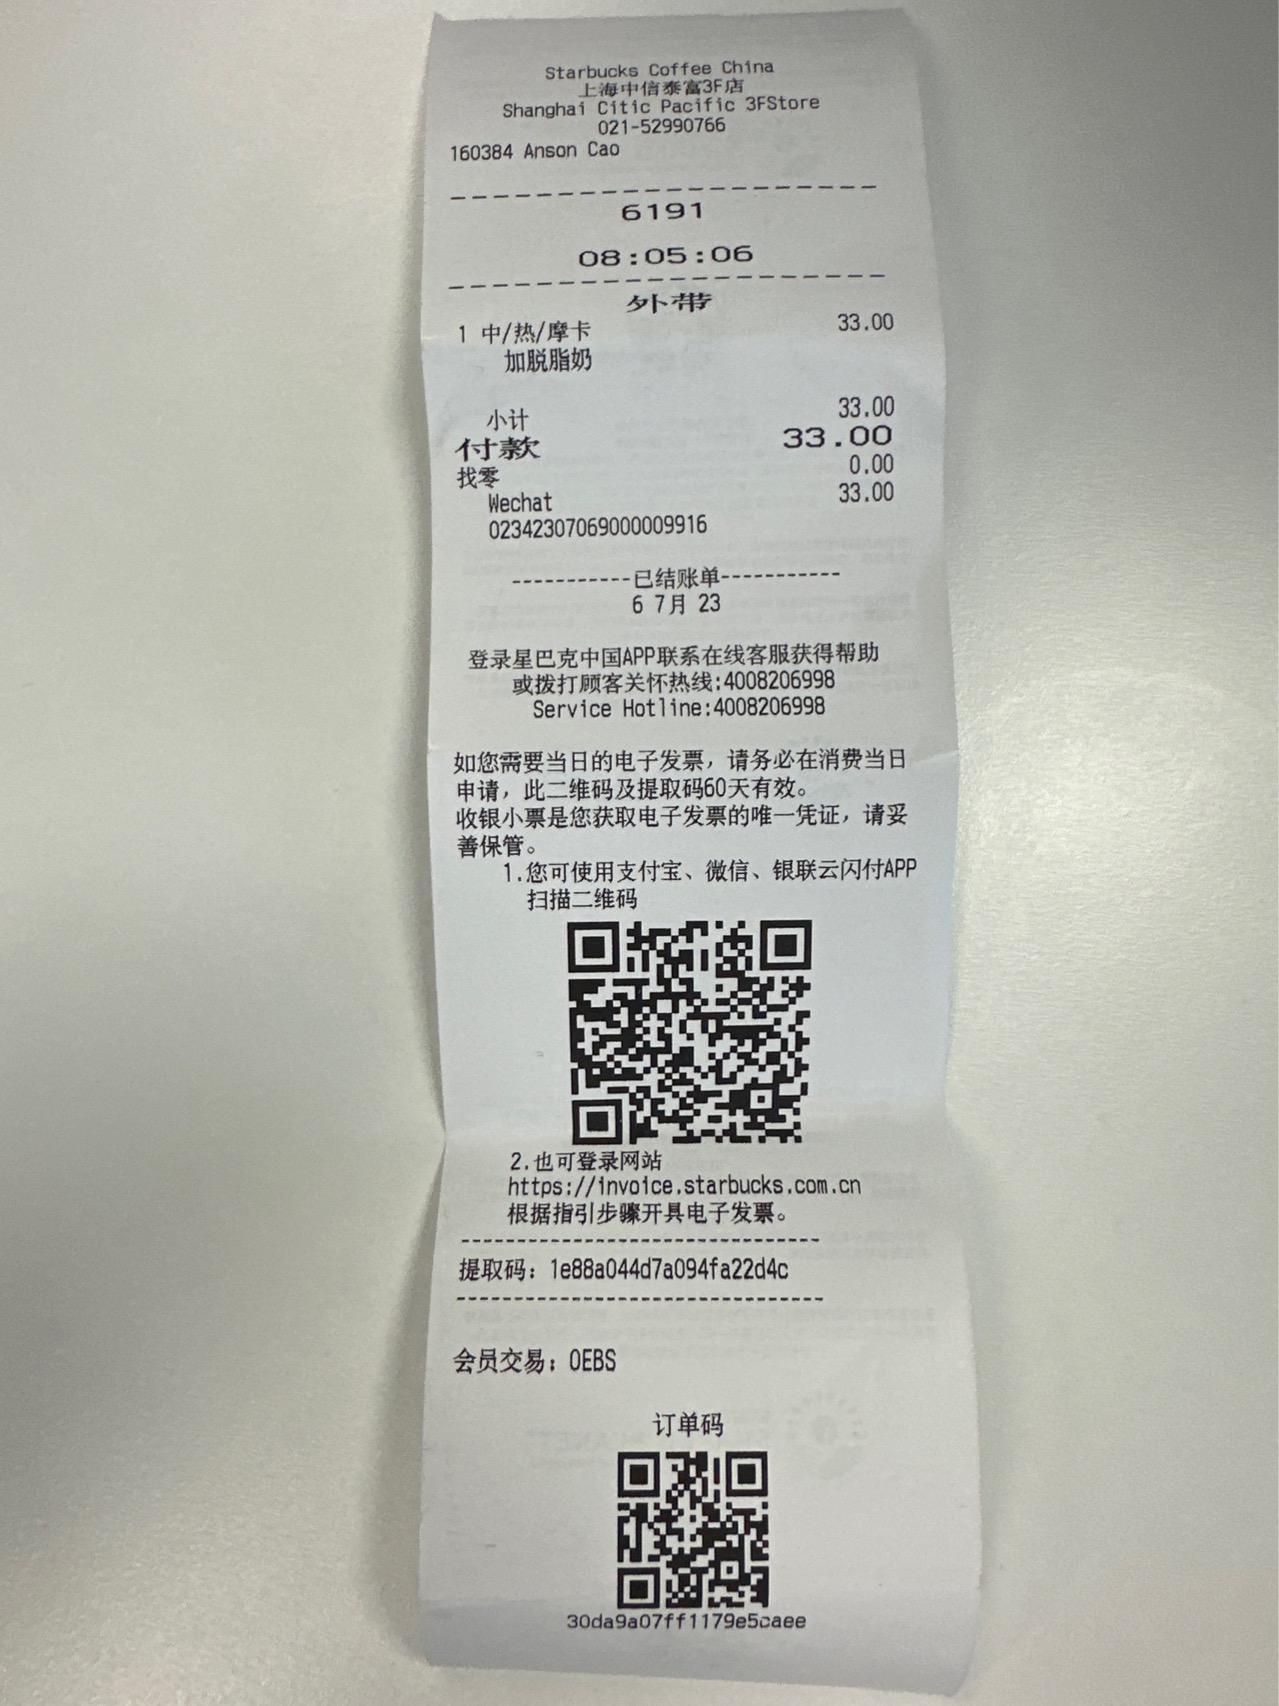 Starbucks Coffee China
上海中信泰富3F店
Shanghai Citic Pacific 3FStore
021-52990766
160384 Anson Cao
6191
08:05:06
外带
1 中/热/摩卡 33.00
加脱脂奶
小计 33.00
付款 33.00
找零 0.00
Wechat 33.00
02342307069000009916
-----------已结账单-----------
6 7月 23
登录星巴克中国APP联系在线客服获得帮助
或拨打顾客关怀热线:4008206998
Service Hotline:4008206998
如您需要当日的电子发票，请务必在消费当日
申请，此二维码及提取码60天有效。
收银小票是您获取电子发票的唯一凭证，请妥
善保管。
1.您可使用支付宝、微信、银联云闪付APP
扫描二维码
2.也可登录网站
https://invoice.starbucks.com.cn
根据指引步骤开具电子发票。
提取码: 1e88a044d7a094fa22d4c
会员交易: OEBS
订单码
30da9a07ff1179e5caee